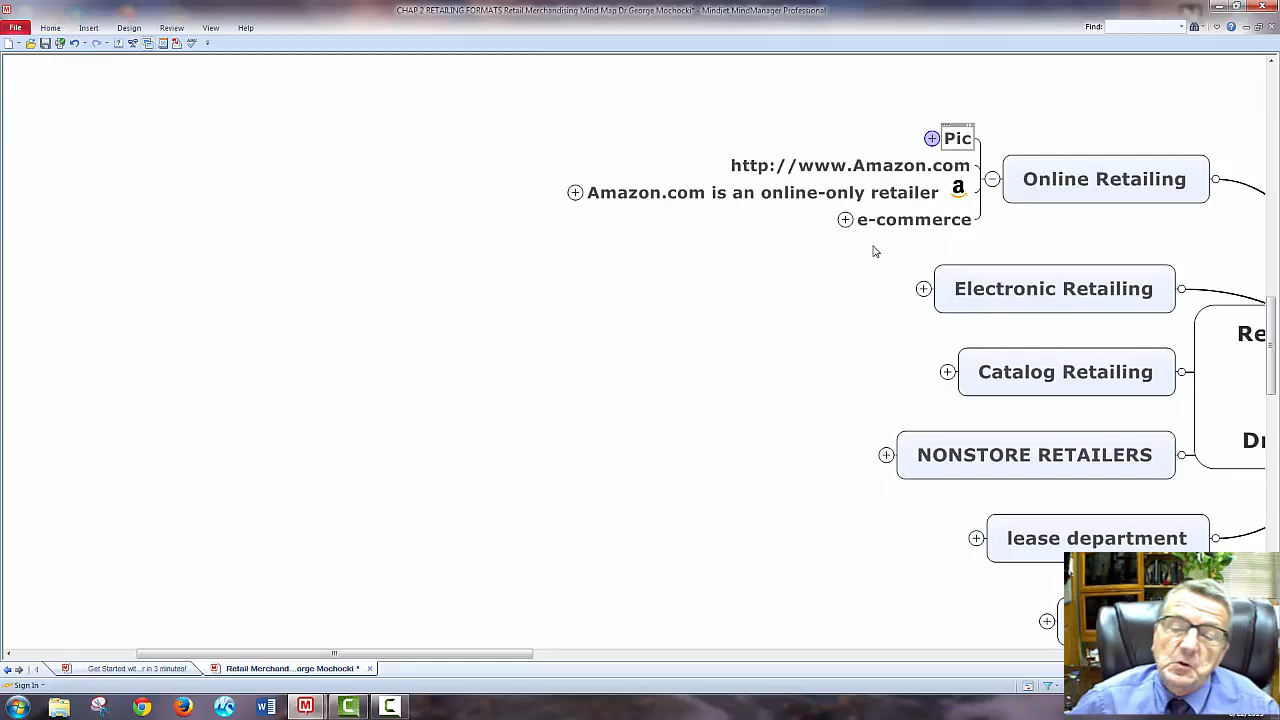 CHAP 2 RETAILING FORMATS Retail Merchandising Mind Map Dr George Mochocki* - Mindjet MindManager Professional
File Home Insert Design Review View Help Find:
Pic
http://www.Amazon.com
Amazon.com is an online-only retailer a
e-commerce
Online Retailing
Electronic Retailing
Re
Catalog Retailing
Dr
NONSTORE RETAILERS
lease department
Get Started wit...r in 3 minutes! Retail Merchand...orge Mochocki *
Sign In